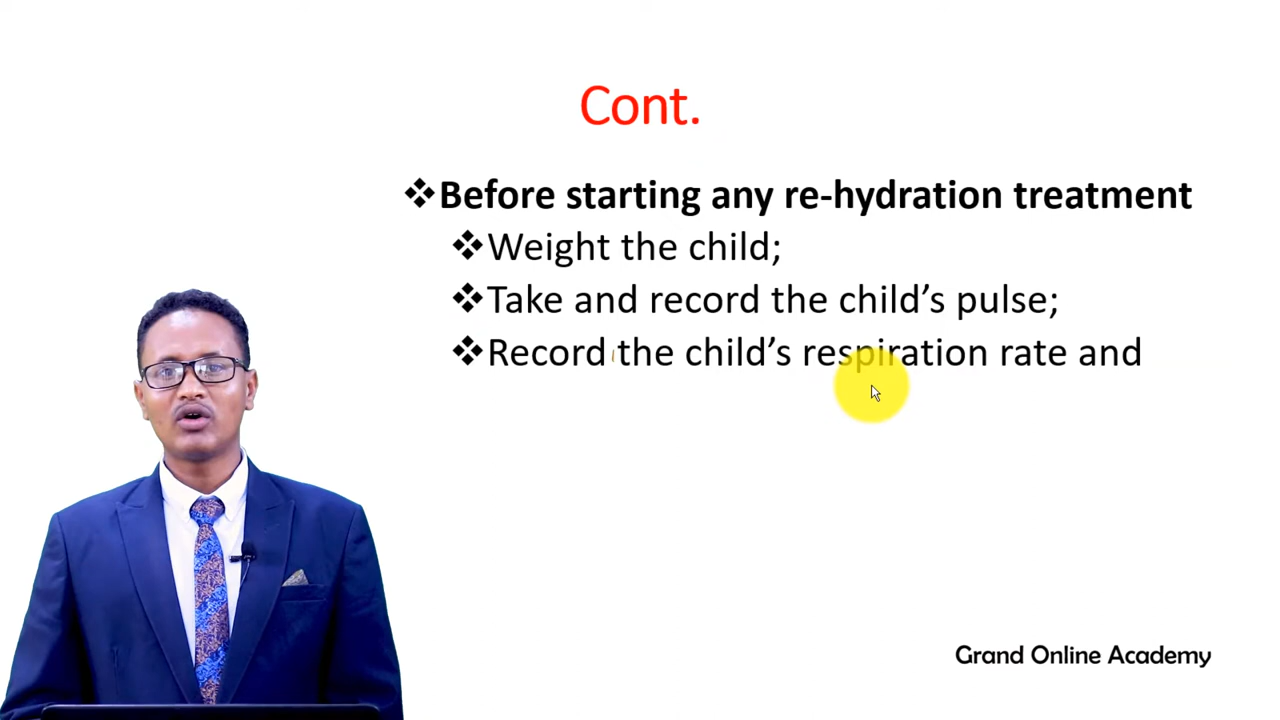 Cont.
❖Before starting any re-hydration treatment
❖Weight the child;
❖Take and record the child’s pulse;
❖Record the child’s respiration rate and
Grand Online Academy